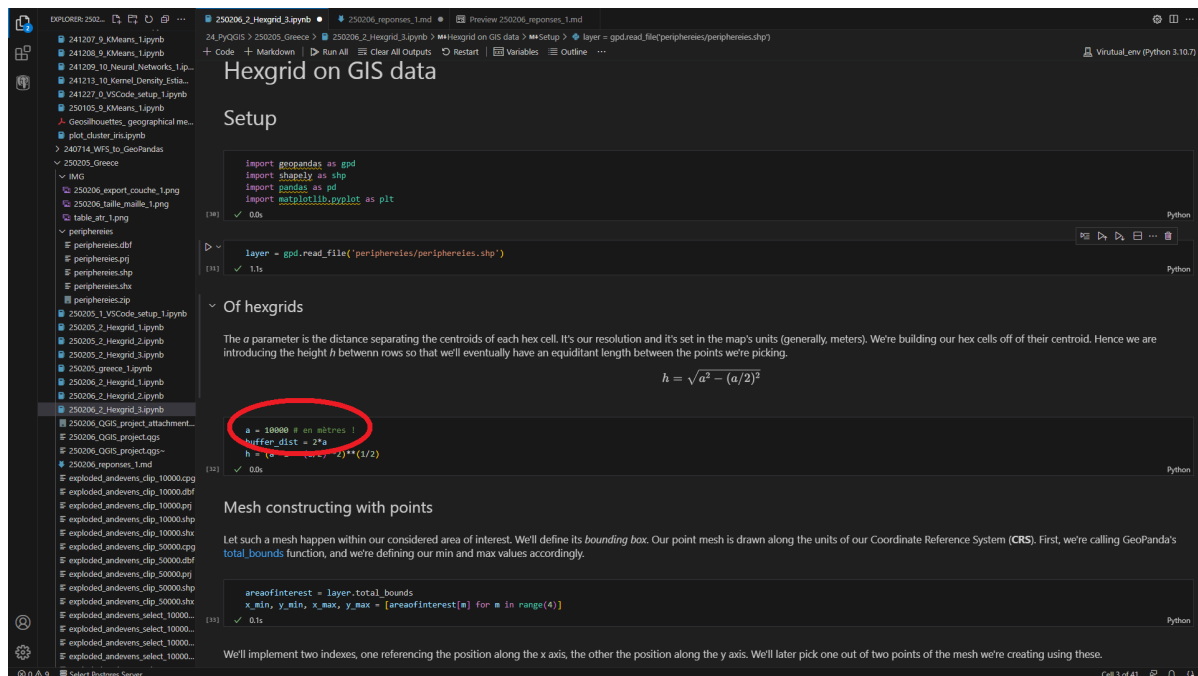 EXPLORER: 2502...
250206_2_Hexgrid_3.ipynb
250206_reponses_1.md
Preview 250206_reponses_1.md
24_PyQGIS > 250205_Greece > 250206_2_Hexgrid_3.ipynb > M↓Hexgrid on GIS data > M↓Setup > layer = gpd.read_file('periphereies/periphereies.shp')
+ Code + Markdown | Run All Clear All Outputs Restart | Variables Outline ...
Virutual_env (Python 3.10.7)
241207_9_KMeans_1.ipynb
241208_9_KMeans_1.ipynb
241209_10_Neural_Networks_1.ip...
241213_10_Kernel_Density_Estia...
241227_0_VSCode_setup_1.ipynb
250105_9_KMeans_1.ipynb
Geosilhouettes_ geographical me...
plot_cluster_iris.ipynb
240714_WFS_to_GeoPandas
250205_Greece
IMG
250206_export_couche_1.png
250206_taille_maille_1.png
table_atr_1.png
periphereies
periphereies.dbf
periphereies.prj
periphereies.shp
periphereies.shx
periphereies.zip
250205_1_VSCode_setup_1.ipynb
250205_2_Hexgrid_1.ipynb
250205_2_Hexgrid_2.ipynb
250205_2_Hexgrid_3.ipynb
250205_greece_1.ipynb
250206_2_Hexgrid_1.ipynb
250206_2_Hexgrid_2.ipynb
250206_2_Hexgrid_3.ipynb
250206_QGIS_project_attachment...
250206_QGIS_project.qgs
250206_QGIS_project.qgs~
250206_reponses_1.md
exploded_andevens_clip_10000.cpg
exploded_andevens_clip_10000.dbf
exploded_andevens_clip_10000.prj
exploded_andevens_clip_10000.shp
exploded_andevens_clip_10000.shx
exploded_andevens_clip_50000.cpg
exploded_andevens_clip_50000.dbf
exploded_andevens_clip_50000.prj
exploded_andevens_clip_50000.shp
exploded_andevens_clip_50000.shx
exploded_andevens_select_10000...
exploded_andevens_select_10000...
exploded_andevens_select_10000...
exploded_andevens_select_10000...
Hexgrid on GIS data
Setup
import geopandas as gpd
import shapely as shp
import pandas as pd
import matplotlib.pyplot as plt
[30] 0.0s Python
layer = gpd.read_file('periphereies/periphereies.shp')
[31] 1.1s Python
Of hexgrids
The a parameter is the distance separating the centroids of each hex cell. It's our resolution and it's set in the map's units (generally, meters). We're building our hex cells off of their centroid. Hence we are
introducing the height h betwenn rows so that we'll eventually have an equiditant length between the points we're picking.
h = √(a² − (a/2)²)
a = 10000 # en mètres !
buffer_dist = 2*a
h = (a**2 - (a/2)**2)**(1/2)
[32] 0.0s Python
Mesh constructing with points
Let such a mesh happen within our considered area of interest. We'll define its bounding box. Our point mesh is drawn along the units of our Coordinate Reference System (CRS). First, we're calling GeoPanda's
total_bounds function, and we're defining our min and max values accordingly.
areaofinterest = layer.total_bounds
x_min, y_min, x_max, y_max = [areaofinterest[m] for m in range(4)]
[33] 0.1s Python
We'll implement two indexes, one referencing the position along the x axis, the other the position along the y axis. We'll later pick one out of two points of the mesh we're creating using these.
0 9 Select Postgres Server
Cell 3 of 41